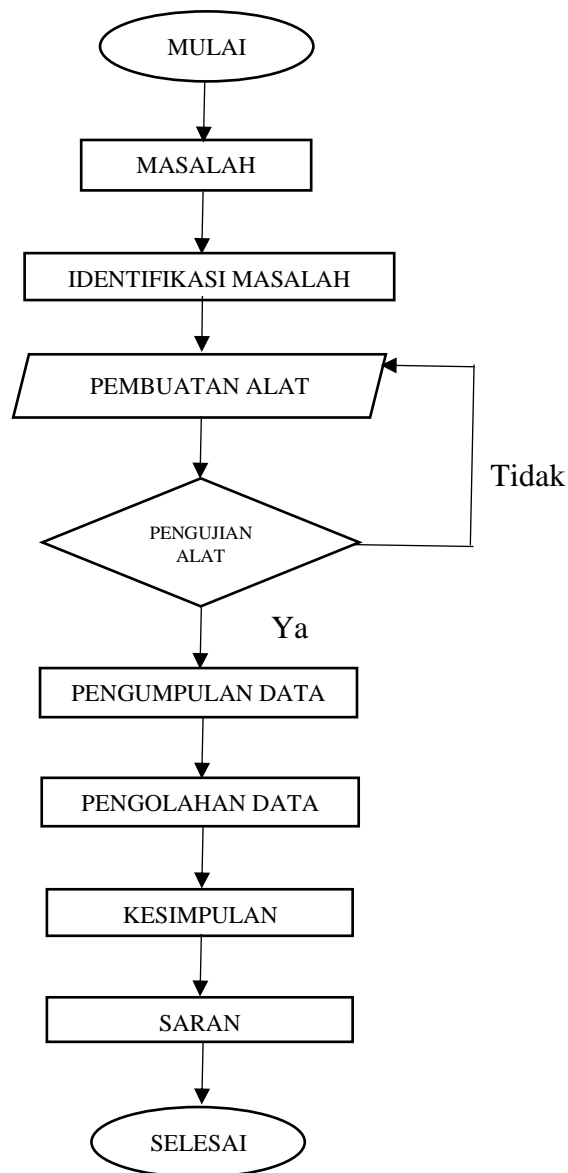 MULAI
MASALAH
IDENTIFIKASI MASALAH
PEMBUATAN ALAT
Tidak
PENGUJIAN
ALAT
Ya
PENGUMPULAN DATA
PENGOLAHAN DATA
KESIMPULAN
SARAN
SELESAI